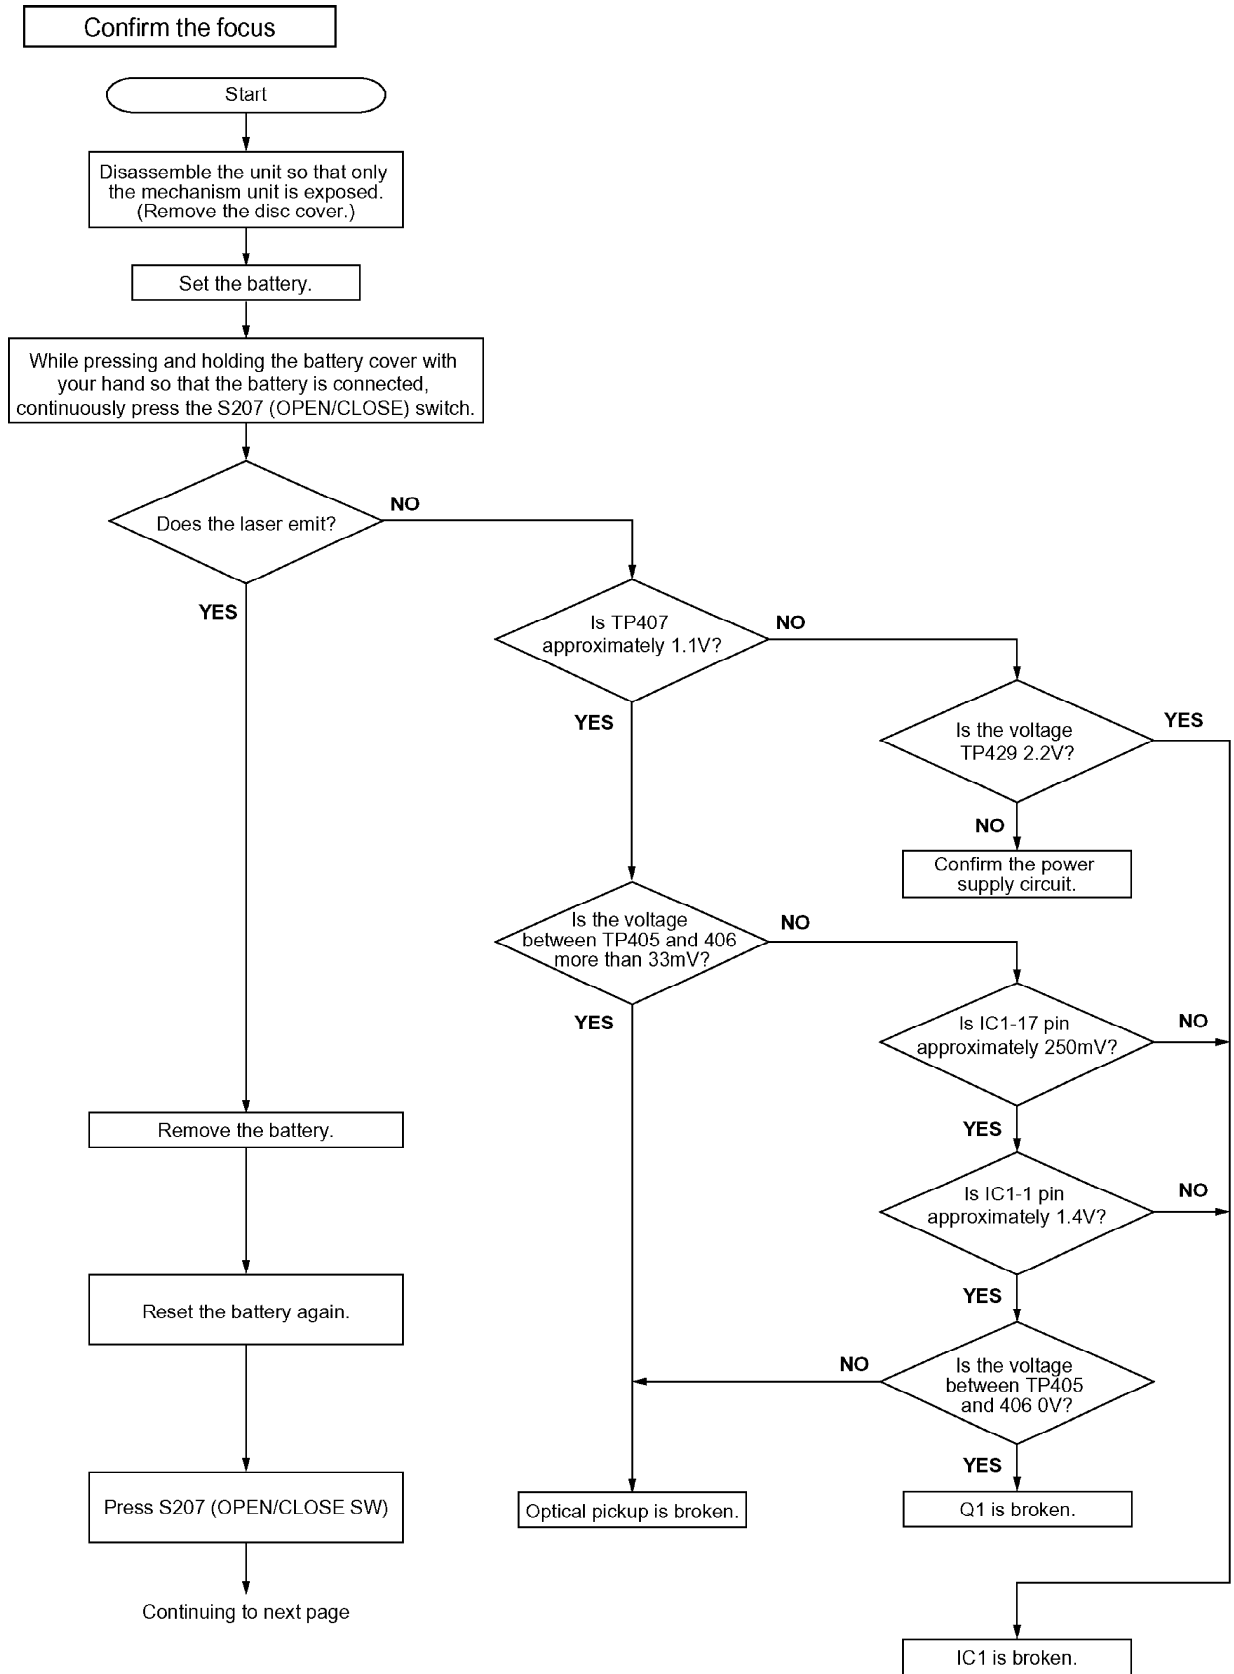 Confirm the focus
Start
Disassemble the unit so that only
the mechanism unit is exposed.
(Remove the disc cover.)
Set the battery.
While pressing and holding the battery cover with
your hand so that the battery is connected,
continuously press the S207 (OPEN/CLOSE) switch.
Does the laser emit?
NO
YES
Is TP407
approximately 1.1V?
NO
YES
Is the voltage
TP429 2.2V?
YES
NO
Confirm the power
supply circuit.
Is the voltage
between TP405 and 406
more than 33mV?
NO
YES
Is IC1-17 pin
approximately 250mV?
NO
YES
Remove the battery.
Is IC1-1 pin
approximately 1.4V?
NO
YES
Reset the battery again.
Is the voltage
between TP405
and 406 0V?
NO
YES
Press S207 (OPEN/CLOSE SW)
Optical pickup is broken.
Q1 is broken.
Continuing to next page
IC1 is broken.